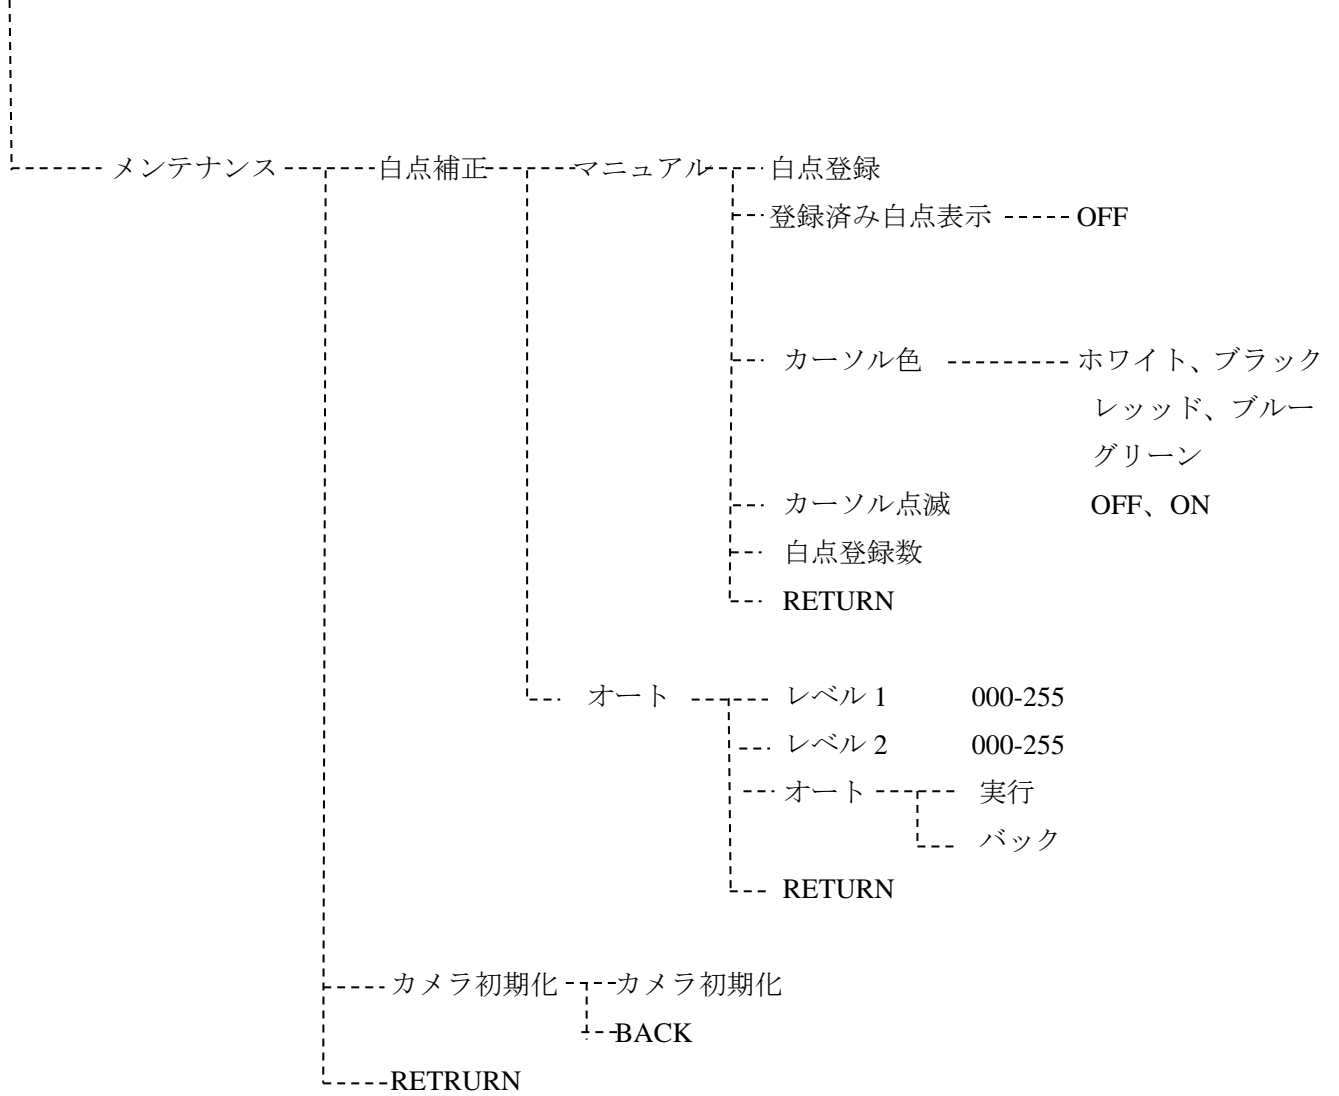 メンテナンス 白点補正 マニュアル 白点登録
登録済み白点表示 OFF
カーソル色 ホワイト、ブラック
レッッド、ブルー
グリーン
カーソル点滅 OFF、ON
白点登録数
RETURN
オート レベル 1 000-255
レベル 2 000-255
オート 実行
バック
RETURN
カメラ初期化 カメラ初期化
BACK
RETRURN